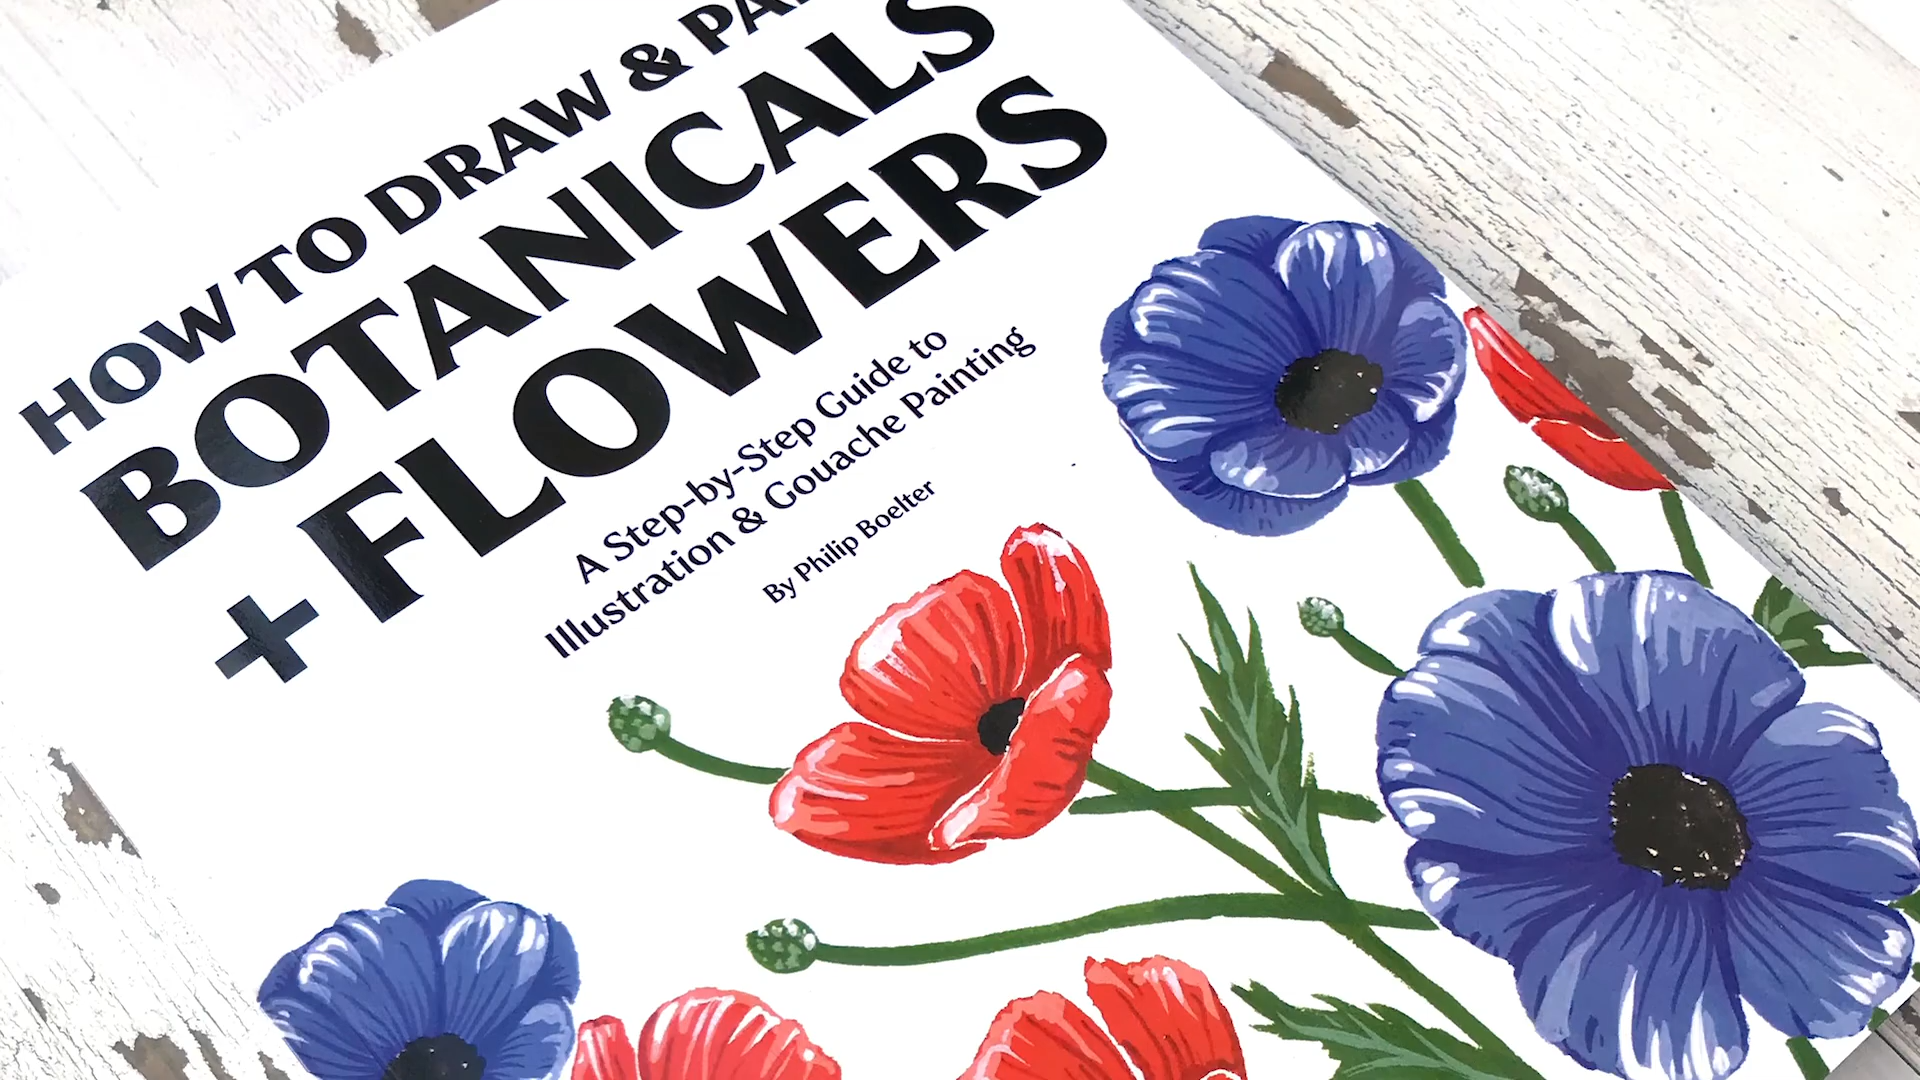 HOW TO DRAW &
BOTANICALS
+ FLOWERS
A Step-by-Step Guide to
Illustration & Gouache Painting
By Philip Boelter